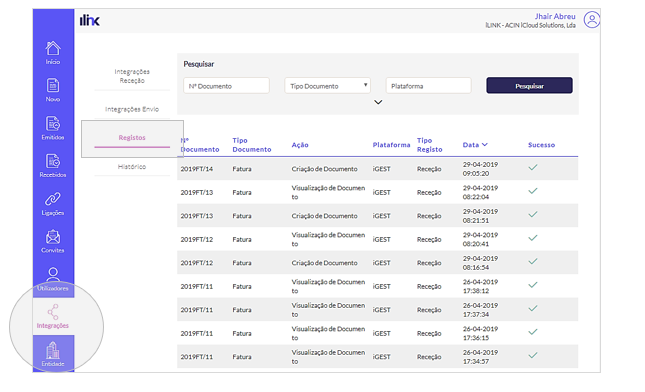 ilink
Jhair Abreu
iLINK - ACIN iCloud Solutions, Lda
Início
Novo
Emitidos
Recebidos
Ligações
Convites
Utilizadores
Integrações
Entidade
Integrações
Receção
Integrações Envio
Registos
Histórico
Pesquisar
Nº Documento
Tipo Documento
Plataforma
Pesquisar
Nº Documento Tipo Documento Ação Plataforma Tipo Registo Data Sucesso
2019FT/14 Fatura Criação de Documento iGEST Receção 29-04-2019 09:05:20
2019FT/13 Fatura Visualização de Documento iGEST Receção 29-04-2019 08:22:04
2019FT/13 Fatura Criação de Documento iGEST Receção 29-04-2019 08:21:51
2019FT/12 Fatura Visualização de Documento iGEST Receção 29-04-2019 08:20:41
2019FT/12 Fatura Criação de Documento iGEST Receção 29-04-2019 08:16:54
2019FT/11 Fatura Visualização de Documento iGEST Receção 26-04-2019 17:38:12
2019FT/11 Fatura Visualização de Documento iGEST Receção 26-04-2019 17:37:34
2019FT/11 Fatura Visualização de Documento iGEST Receção 26-04-2019 17:36:15
2019FT/11 Fatura Visualização de Documento iGEST Receção 26-04-2019 17:34:57